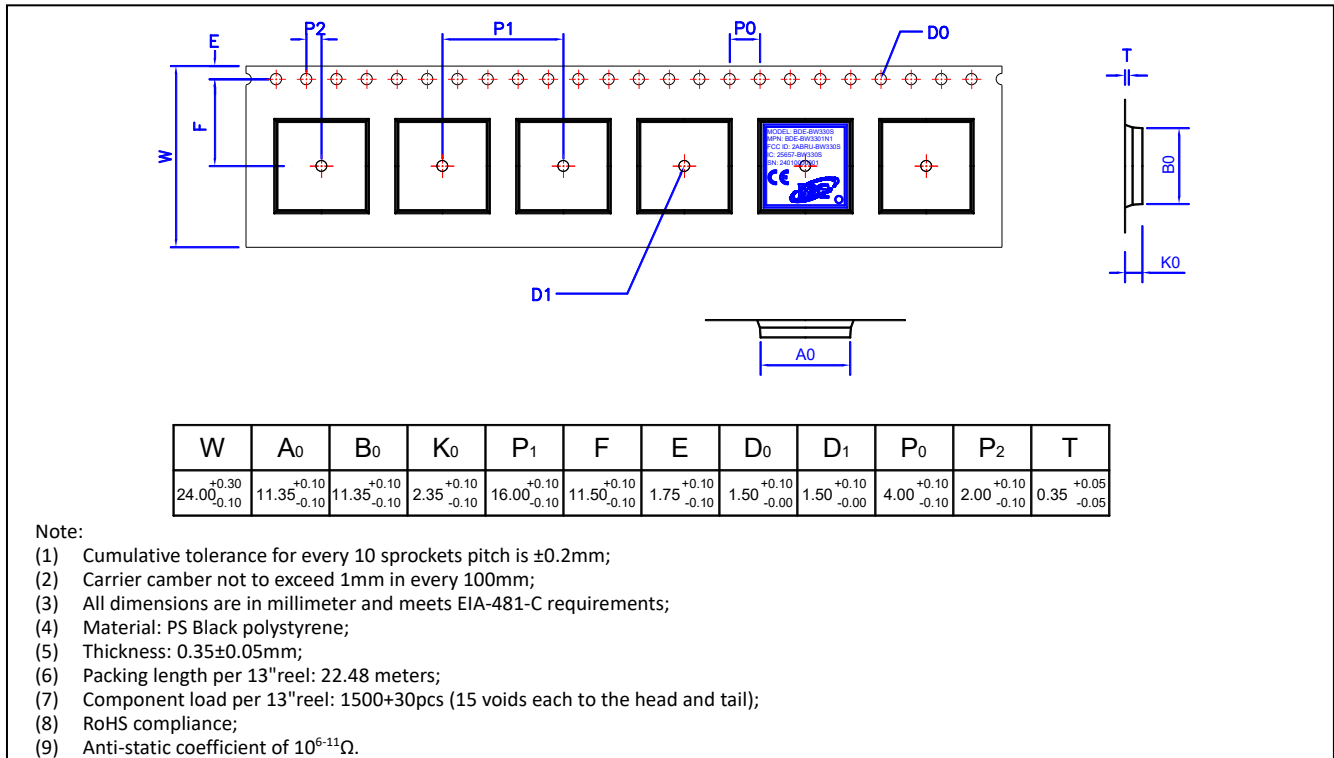 P2
P1
P0
D0
E
T
F
W
B0
K0
MODEL: BDE-BW330S
MPN: BDE-BW3301N1
FCC ID: 2ABRU-BW330S
IC: 25657-BW330S
CE
D1
A0
W A0 B0 K0 P1 F E D0 D1 P0 P2 T
24.00 +0.30 -0.10 11.35 +0.10 -0.10 11.35 +0.10 -0.10 2.35 +0.10 -0.10 16.00 +0.10 -0.10 11.50 +0.10 -0.10 1.75 +0.10 -0.10 1.50 +0.10 -0.00 1.50 +0.10 -0.00 4.00 +0.10 -0.10 2.00 +0.10 -0.10 0.35 +0.05 -0.05
Note:
(1) Cumulative tolerance for every 10 sprockets pitch is ±0.2mm;
(2) Carrier camber not to exceed 1mm in every 100mm;
(3) All dimensions are in millimeter and meets EIA-481-C requirements;
(4) Material: PS Black polystyrene;
(5) Thickness: 0.35±0.05mm;
(6) Packing length per 13"reel: 22.48 meters;
(7) Component load per 13"reel: 1500+30pcs (15 voids each to the head and tail);
(8) RoHS compliance;
(9) Anti-static coefficient of 10⁶⁻¹¹Ω.